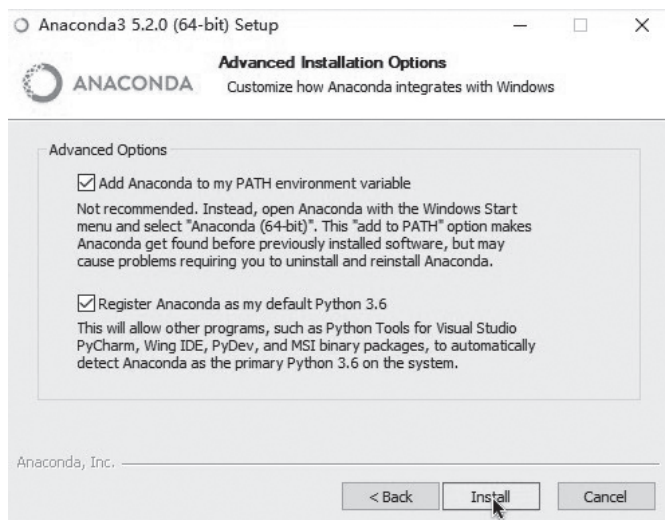 Anaconda3 5.2.0 (64-bit) Setup
ANACONDA
Advanced Installation Options
Customize how Anaconda integrates with Windows
Advanced Options
Add Anaconda to my PATH environment variable
Not recommended. Instead, open Anaconda with the Windows Start
menu and select "Anaconda (64-bit)". This "add to PATH" option makes
Anaconda get found before previously installed software, but may
cause problems requiring you to uninstall and reinstall Anaconda.
Register Anaconda as my default Python 3.6
This will allow other programs, such as Python Tools for Visual Studio
PyCharm, Wing IDE, PyDev, and MSI binary packages, to automatically
detect Anaconda as the primary Python 3.6 on the system.
Anaconda, Inc.
< Back Install Cancel